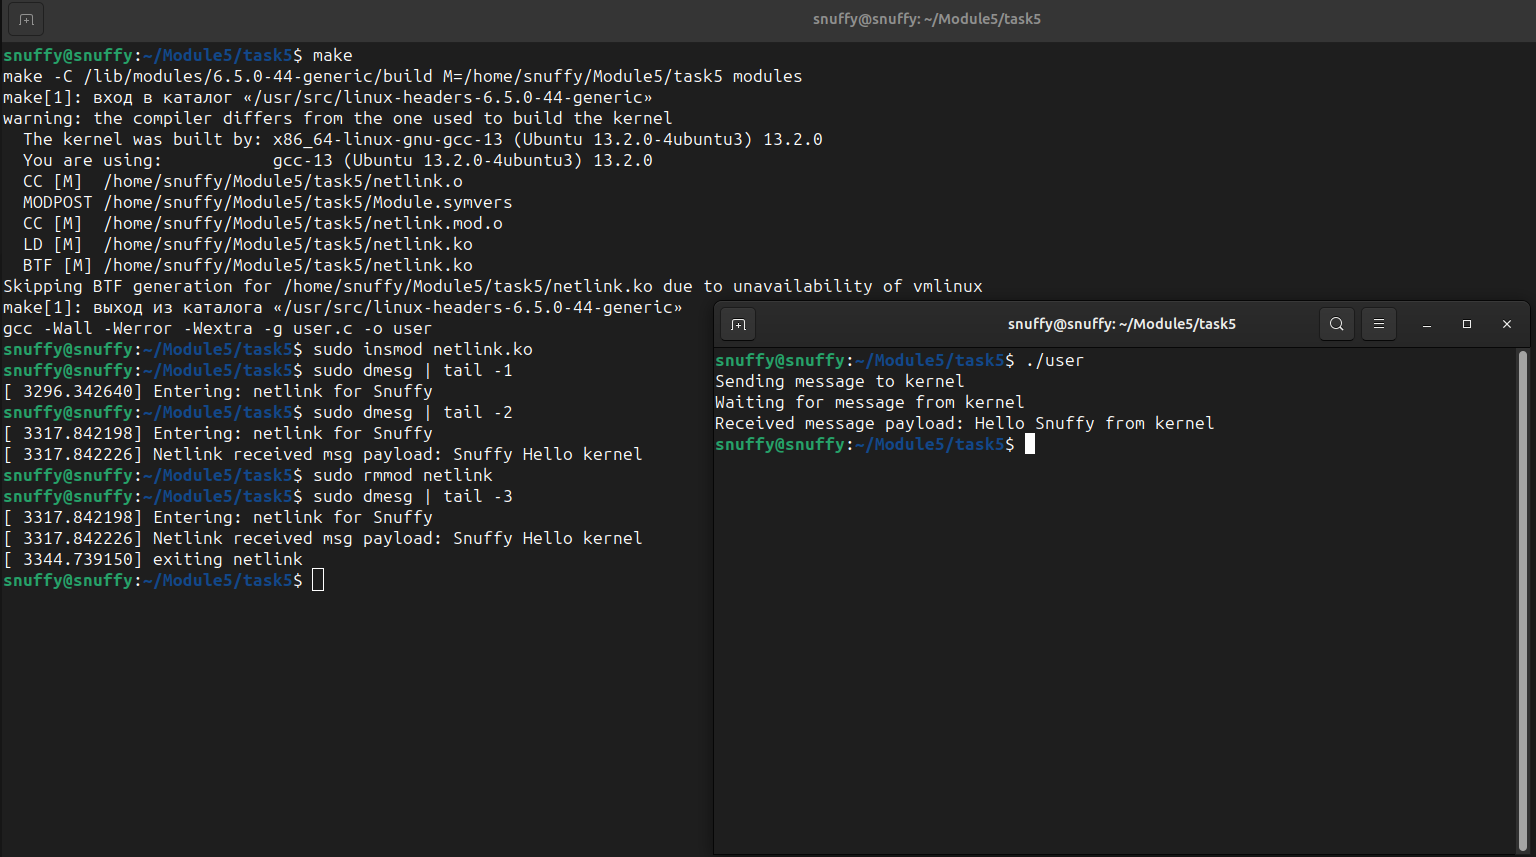 snuffy@snuffy: ~/Module5/task5
snuffy@snuffy:~/Module5/task5$ make
make -C /lib/modules/6.5.0-44-generic/build M=/home/snuffy/Module5/task5 modules
make[1]: вход в каталог «/usr/src/linux-headers-6.5.0-44-generic»
warning: the compiler differs from the one used to build the kernel
  The kernel was built by: x86_64-linux-gnu-gcc-13 (Ubuntu 13.2.0-4ubuntu3) 13.2.0
  You are using:           gcc-13 (Ubuntu 13.2.0-4ubuntu3) 13.2.0
  CC [M]  /home/snuffy/Module5/task5/netlink.o
  MODPOST /home/snuffy/Module5/task5/Module.symvers
  CC [M]  /home/snuffy/Module5/task5/netlink.mod.o
  LD [M]  /home/snuffy/Module5/task5/netlink.ko
  BTF [M] /home/snuffy/Module5/task5/netlink.ko
Skipping BTF generation for /home/snuffy/Module5/task5/netlink.ko due to unavailability of vmlinux
make[1]: выход из каталога «/usr/src/linux-headers-6.5.0-44-generic»
gcc -Wall -Werror -Wextra -g user.c -o user
snuffy@snuffy:~/Module5/task5$ sudo insmod netlink.ko
snuffy@snuffy:~/Module5/task5$ sudo dmesg | tail -1
[ 3296.342640] Entering: netlink for Snuffy
snuffy@snuffy:~/Module5/task5$ sudo dmesg | tail -2
[ 3317.842198] Entering: netlink for Snuffy
[ 3317.842226] Netlink received msg payload: Snuffy Hello kernel
snuffy@snuffy:~/Module5/task5$ sudo rmmod netlink
snuffy@snuffy:~/Module5/task5$ sudo dmesg | tail -3
[ 3317.842198] Entering: netlink for Snuffy
[ 3317.842226] Netlink received msg payload: Snuffy Hello kernel
[ 3344.739150] exiting netlink
snuffy@snuffy:~/Module5/task5$
snuffy@snuffy: ~/Module5/task5
snuffy@snuffy:~/Module5/task5$ ./user
Sending message to kernel
Waiting for message from kernel
Received message payload: Hello Snuffy from kernel
snuffy@snuffy:~/Module5/task5$